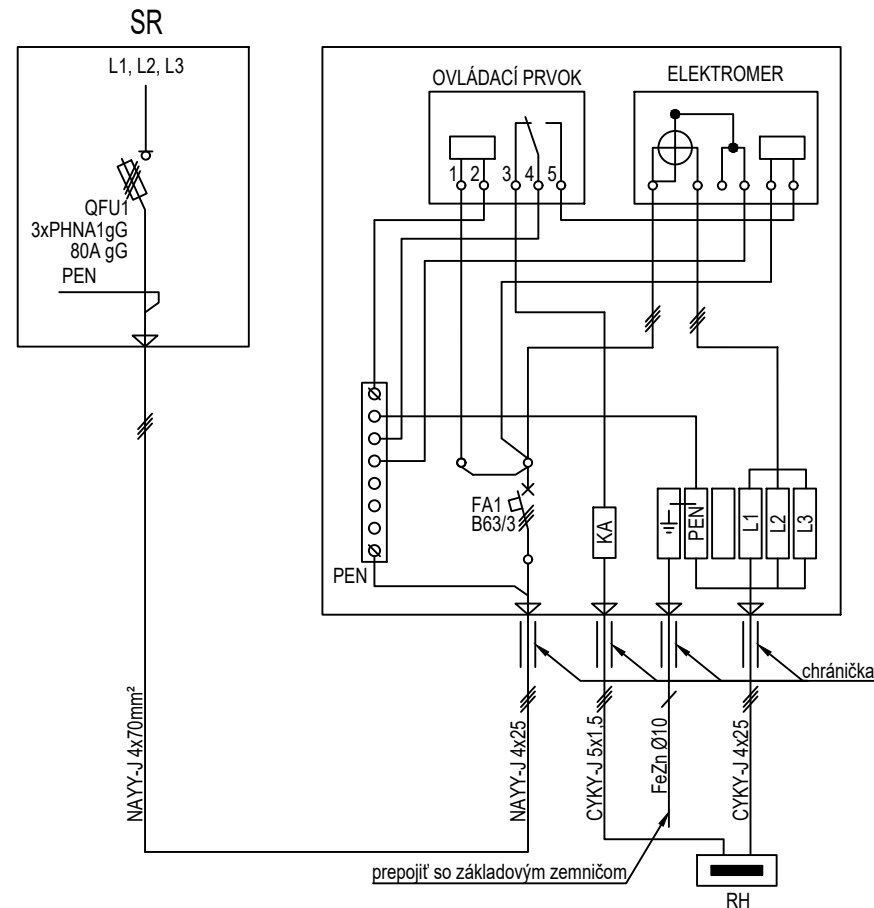 SR
L1, L2, L3
QFU1
3xPHNA1gG
80A gG
PEN
OVLÁDACÍ PRVOK
ELEKTROMER
1 2 3 4 5
FA1
B63/3
KA
PEN
L1
L2
L3
PEN
chránička
NAYY-J 4x70mm²
NAYY-J 4x25
CYKY-J 5x1,5
FeZn Ø10
CYKY-J 4x25
prepojiť so základovým zemničom
RH